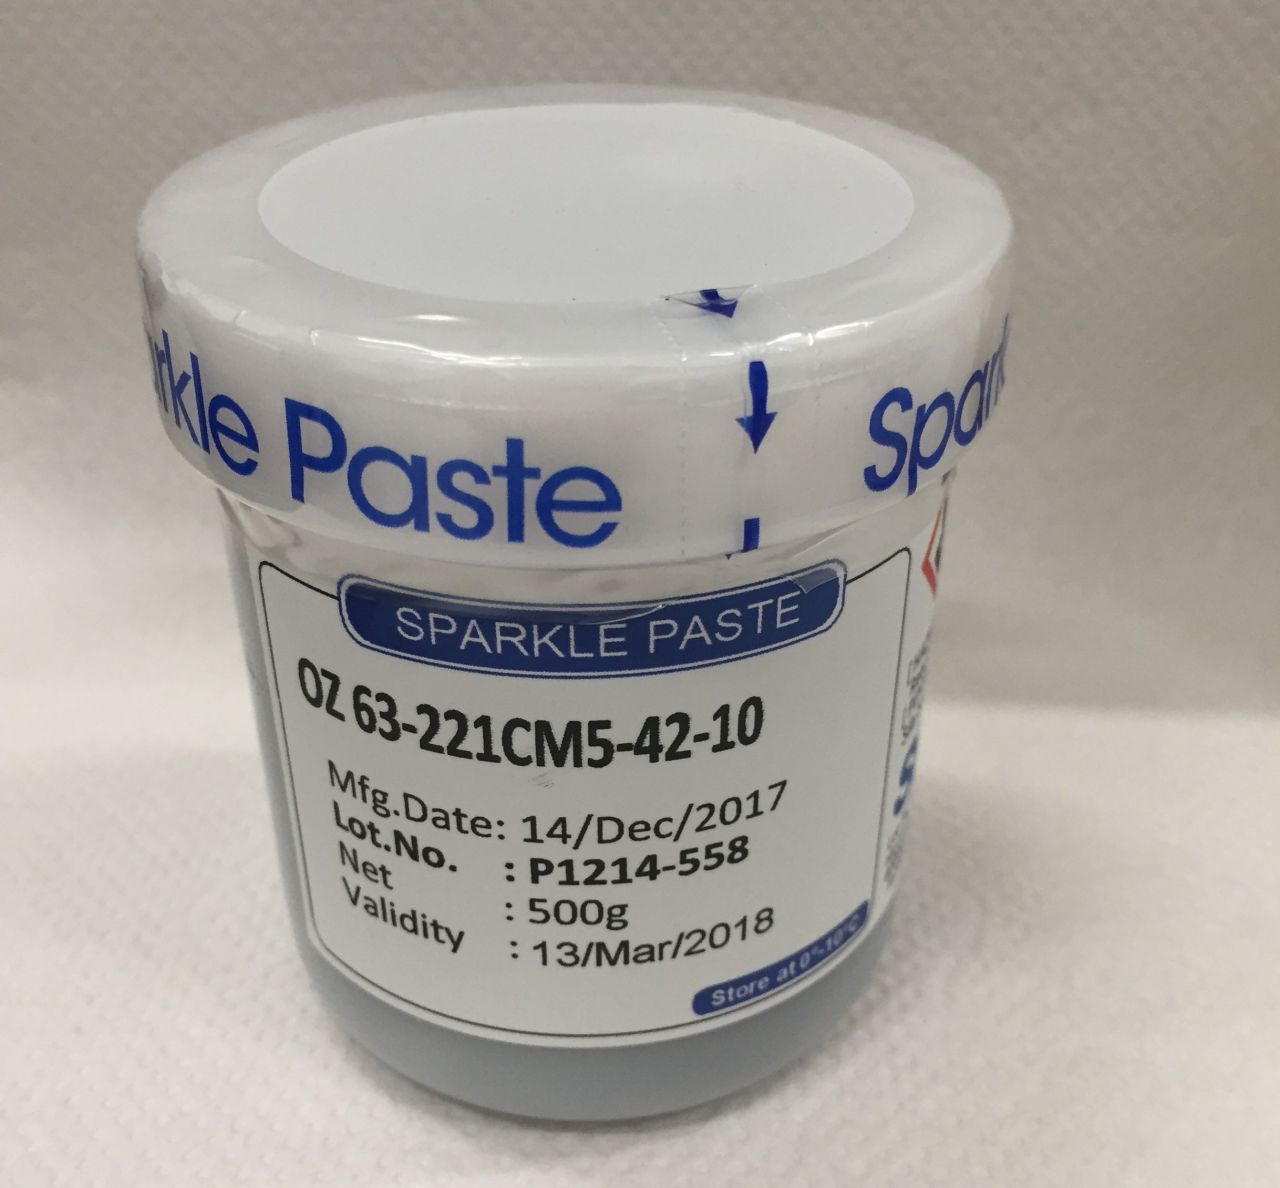 Paste
SPARKLE PASTE
OZ 63-221CM5-42-10
Mfg.Date: 14/Dec/2017
Lot.No. : P1214-558
Net : 500g
Validity : 13/Mar/2018
Store at 0°-10°C